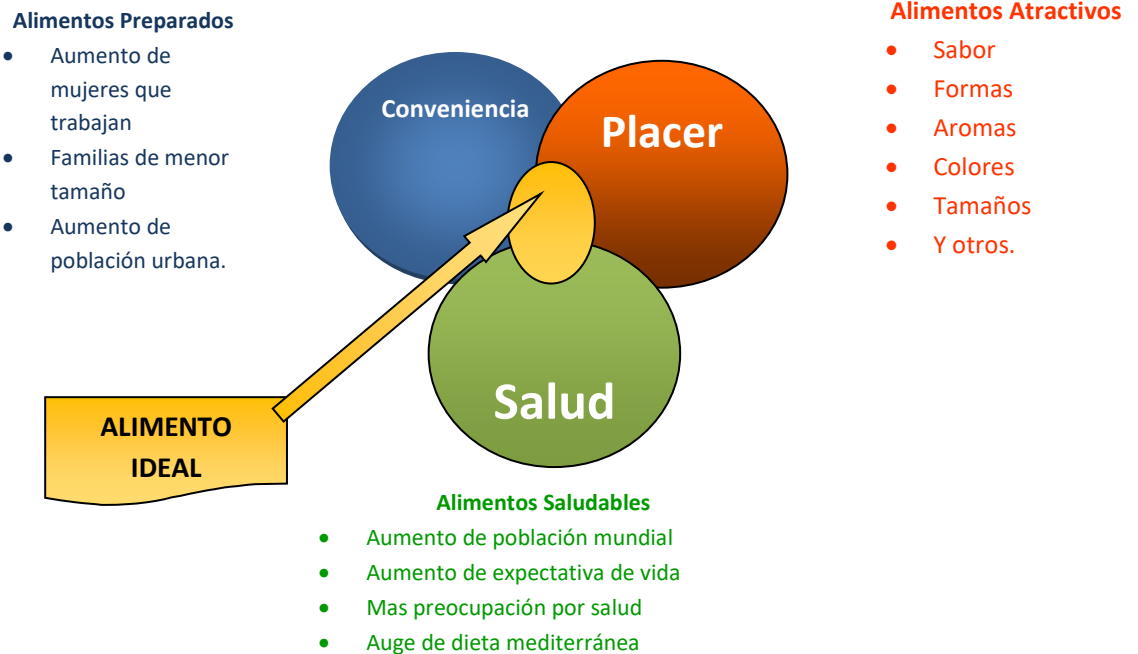 Alimentos Preparados
• Aumento de
mujeres que
trabajan
• Familias de menor
tamaño
• Aumento de
población urbana.
Conveniencia
Placer
Alimentos Atractivos
• Sabor
• Formas
• Aromas
• Colores
• Tamaños
• Y otros.
Salud
ALIMENTO
IDEAL
Alimentos Saludables
• Aumento de población mundial
• Aumento de expectativa de vida
• Mas preocupación por salud
• Auge de dieta mediterránea